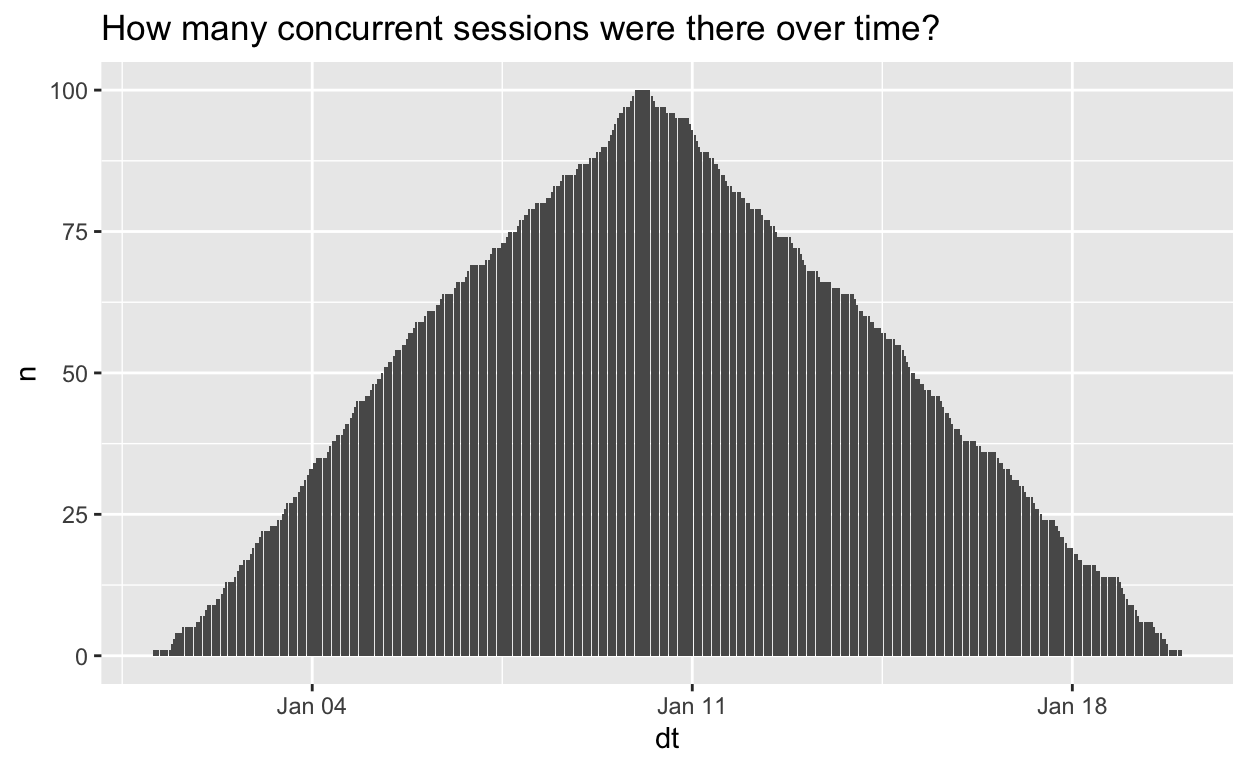 How many concurrent sessions were there over time?
100
75
50
25
0
n
Jan 04
Jan 11
Jan 18
dt